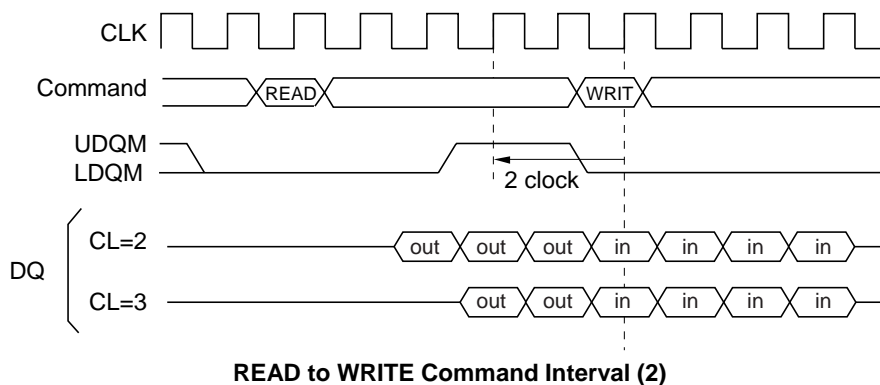 CLK
Command READ WRIT
UDQM
LDQM
2 clock
DQ
CL=2 out out out in in in in
CL=3 out out in in in in
READ to WRITE Command Interval (2)